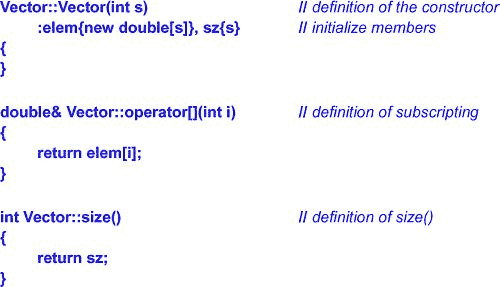 Vector::Vector(int s) // definition of the constructor
:elem{new double[s]}, sz{s} // initialize members
{
}
double& Vector::operator[](int i) // definition of subscripting
{
return elem[i];
}
int Vector::size() // definition of size()
{
return sz;
}